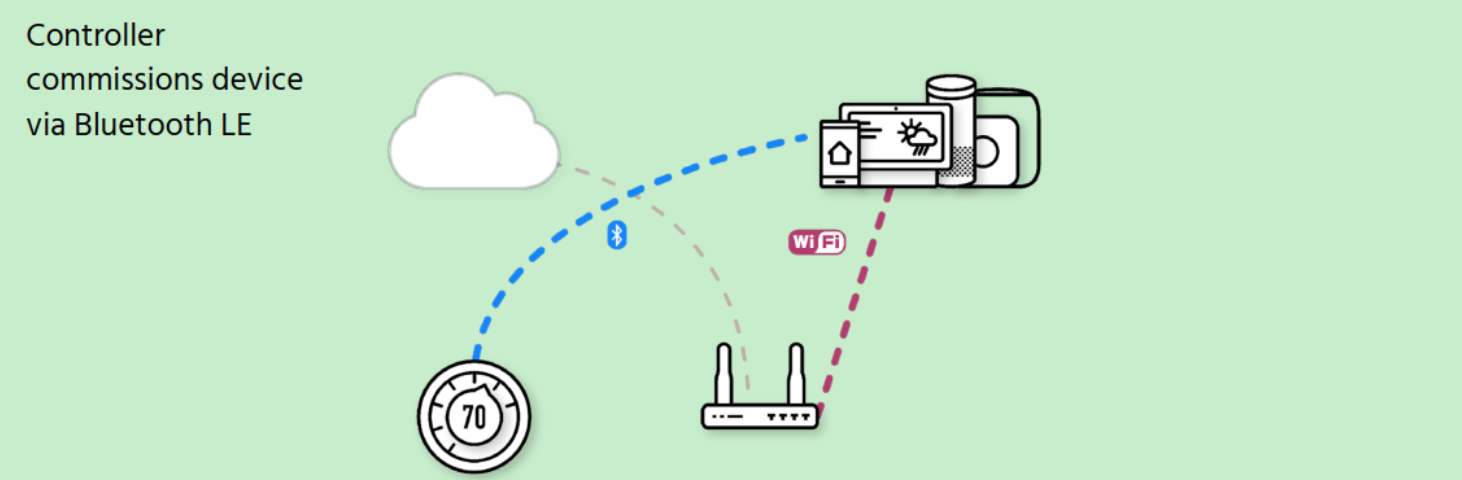 Controller
commissions device
via Bluetooth LE
Wi Fi
70